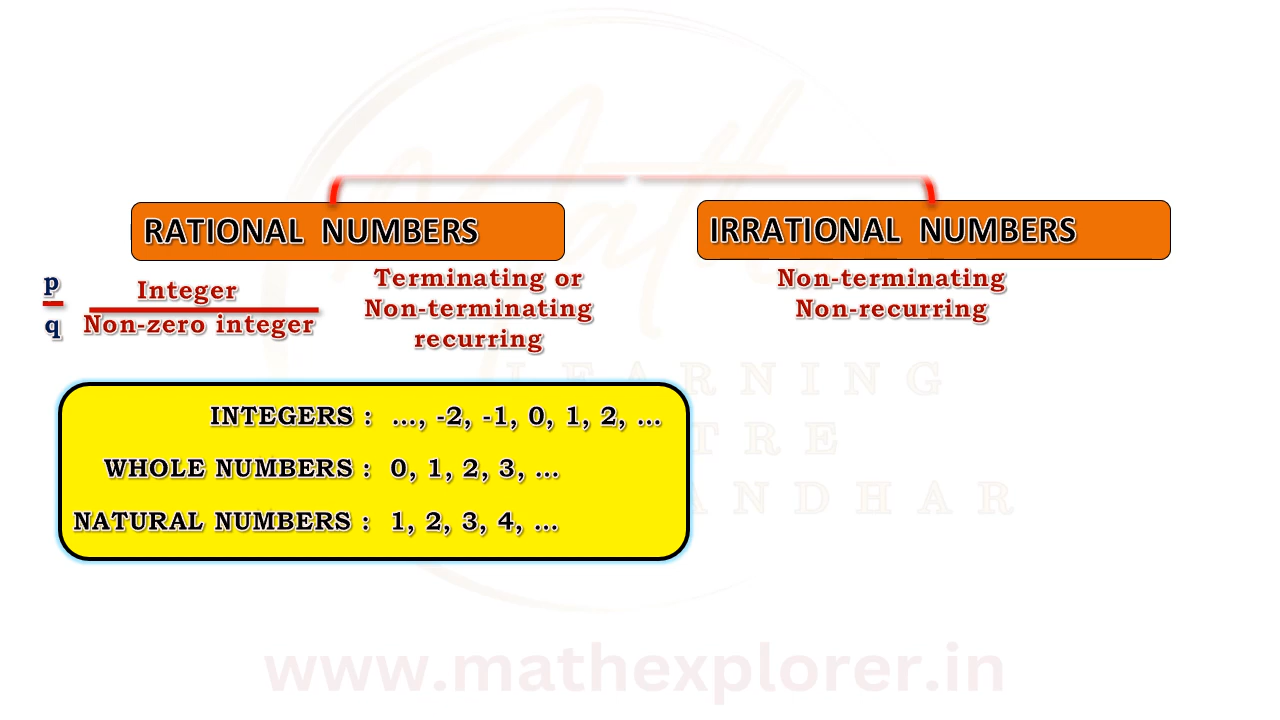 RATIONAL NUMBERS
IRRATIONAL NUMBERS
p
q
Integer
Non-zero integer
Terminating or
Non-terminating
recurring
Non-terminating
Non-recurring
INTEGERS : ..., -2, -1, 0, 1, 2, ...
WHOLE NUMBERS : 0, 1, 2, 3, ...
NATURAL NUMBERS : 1, 2, 3, 4, ...
Math
LEARNING
www.mathexplorer.in